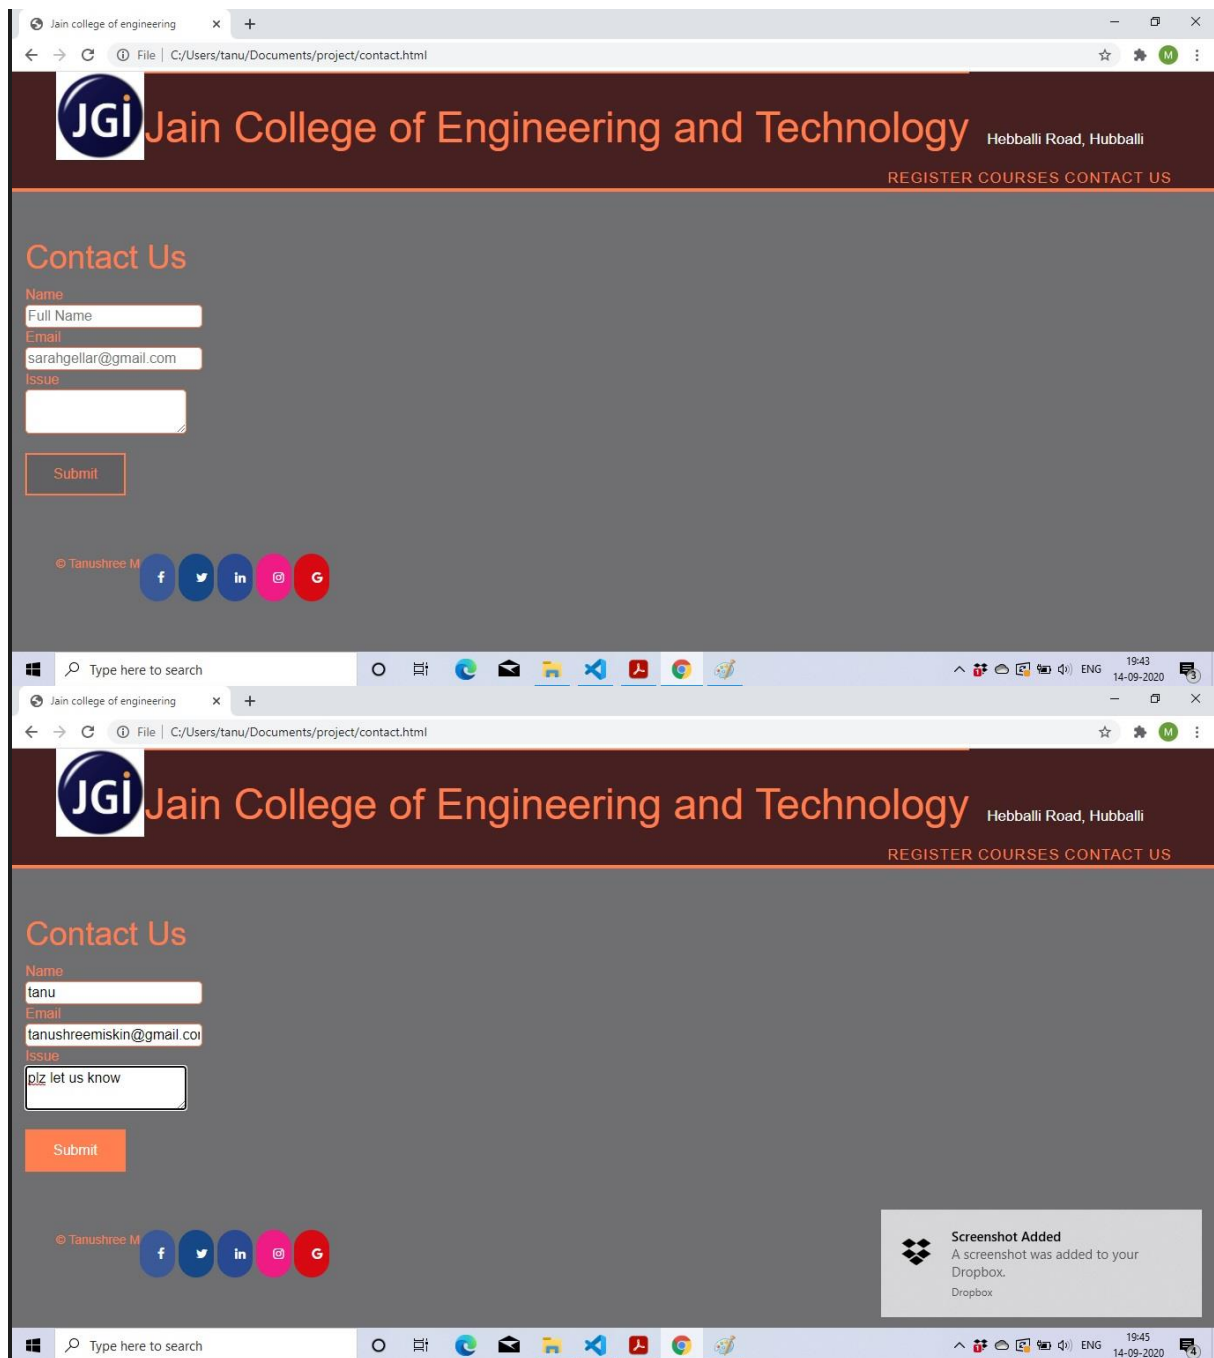 Jain college of engineering
File | C:/Users/tanu/Documents/project/contact.html
M
JGi
Jain College of Engineering and Technology
Hebballi Road, Hubballi
REGISTER COURSES CONTACT US
Contact Us
Name
Full Name
Email
sarahgellar@gmail.com
Issue
Submit
© Tanushree M
f in G
Type here to search
ENG
19:43
14-09-2020
3
Jain college of engineering
File | C:/Users/tanu/Documents/project/contact.html
M
JGi
Jain College of Engineering and Technology
Hebballi Road, Hubballi
REGISTER COURSES CONTACT US
Contact Us
Name
tanu
Email
tanushreemiskin@gmail.co
Issue
plz let us know
Submit
© Tanushree M
f in G
Screenshot Added
A screenshot was added to your
Dropbox.
Dropbox
Type here to search
ENG
19:45
14-09-2020
4